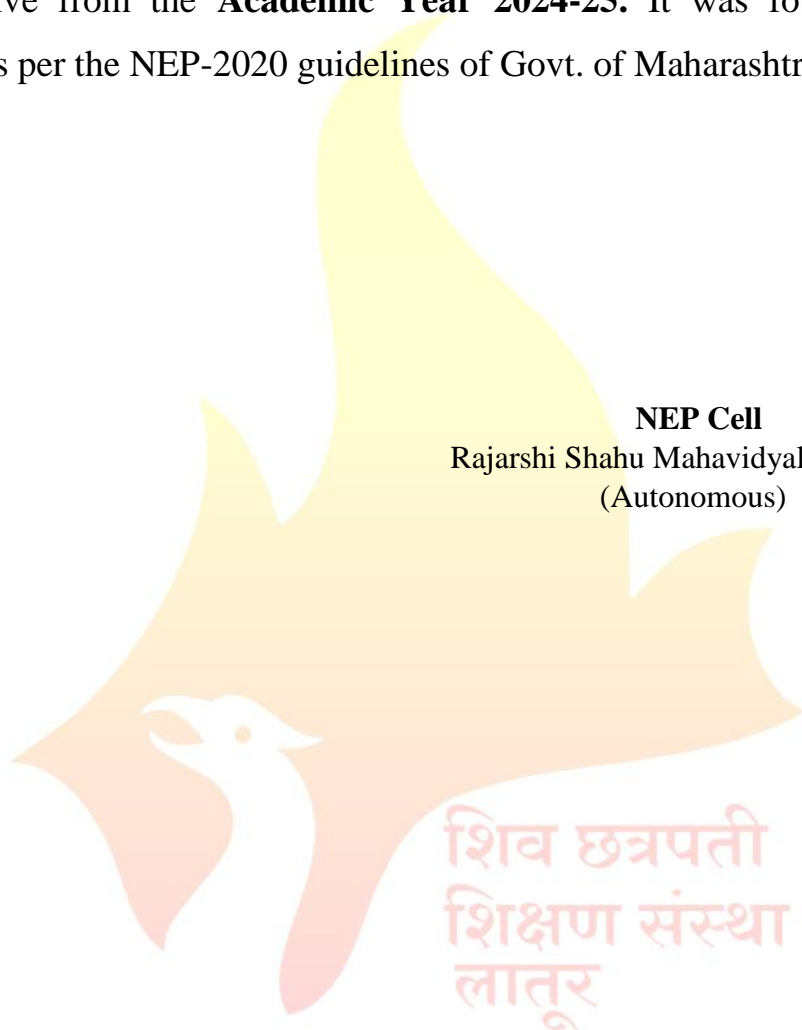 ive from the Academic Year 2024-25. It was fo
s per the NEP-2020 guidelines of Govt. of Maharashtr
NEP Cell
Rajarshi Shahu Mahavidyal
(Autonomous)
शिव छत्रपती
शिक्षण संस्था
लातूर